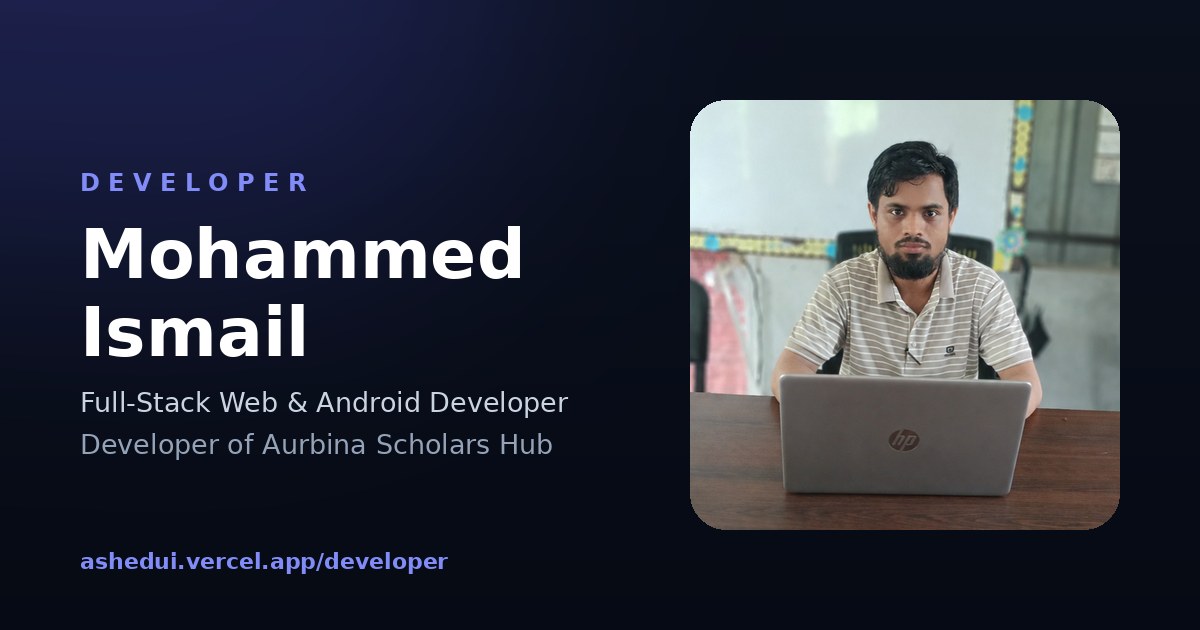 DEVELOPER
Mohammed
Ismail
Full-Stack Web & Android Developer
Developer of Aurbina Scholars Hub
ashedui.vercel.app/developer
hp